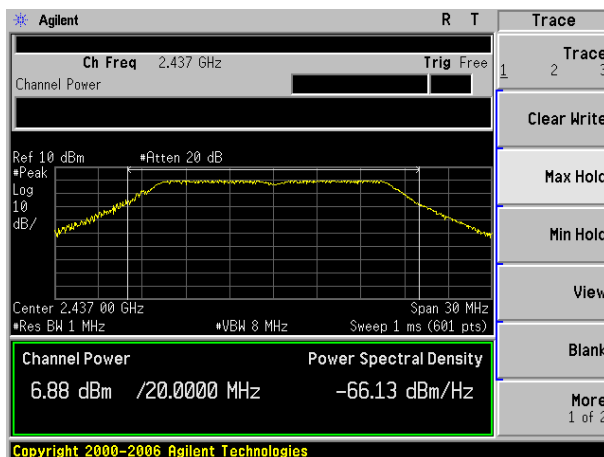 Agilent R T Trace
Ch Freq 2.437 GHz Trig Free
Channel Power
Trace
1 2 3
Clear Write
Max Hold
Min Hold
View
Blank
More
1 of 2
Ref 10 dBm #Atten 20 dB
#Peak
Log
10
dB/
Center 2.437 00 GHz Span 30 MHz
#Res BW 1 MHz #VBW 8 MHz Sweep 1 ms (601 pts)
Channel Power Power Spectral Density
6.88 dBm /20.0000 MHz -66.13 dBm/Hz
Copyright 2000-2006 Agilent Technologies